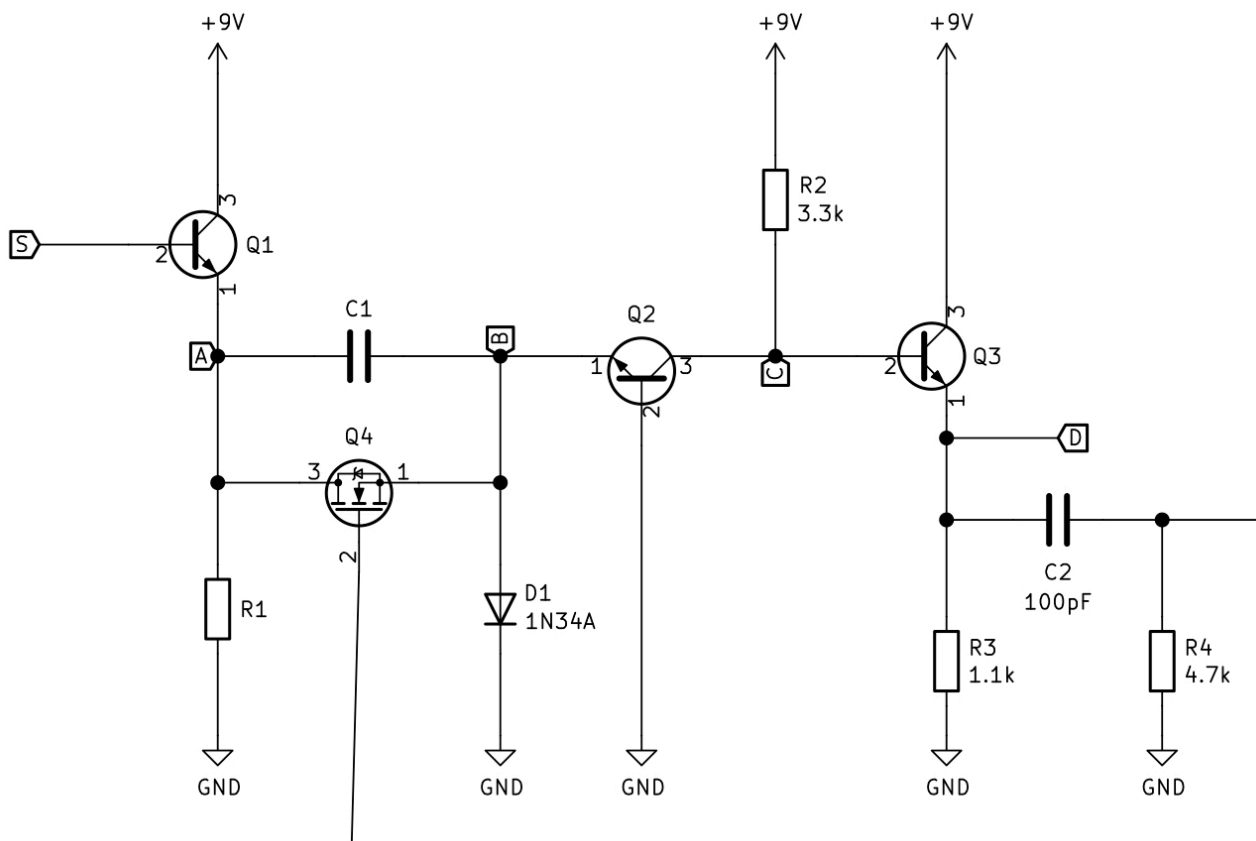 +9V
+9V
+9V
R2
3.3k
3
S
2
Q1
1
C1
B
Q2
3
A
1
3
C
2
Q3
2
1
Q4
D
3
1
2
C2
100pF
D1
1N34A
R1
R3
1.1k
R4
4.7k
GND
GND
GND
GND
GND